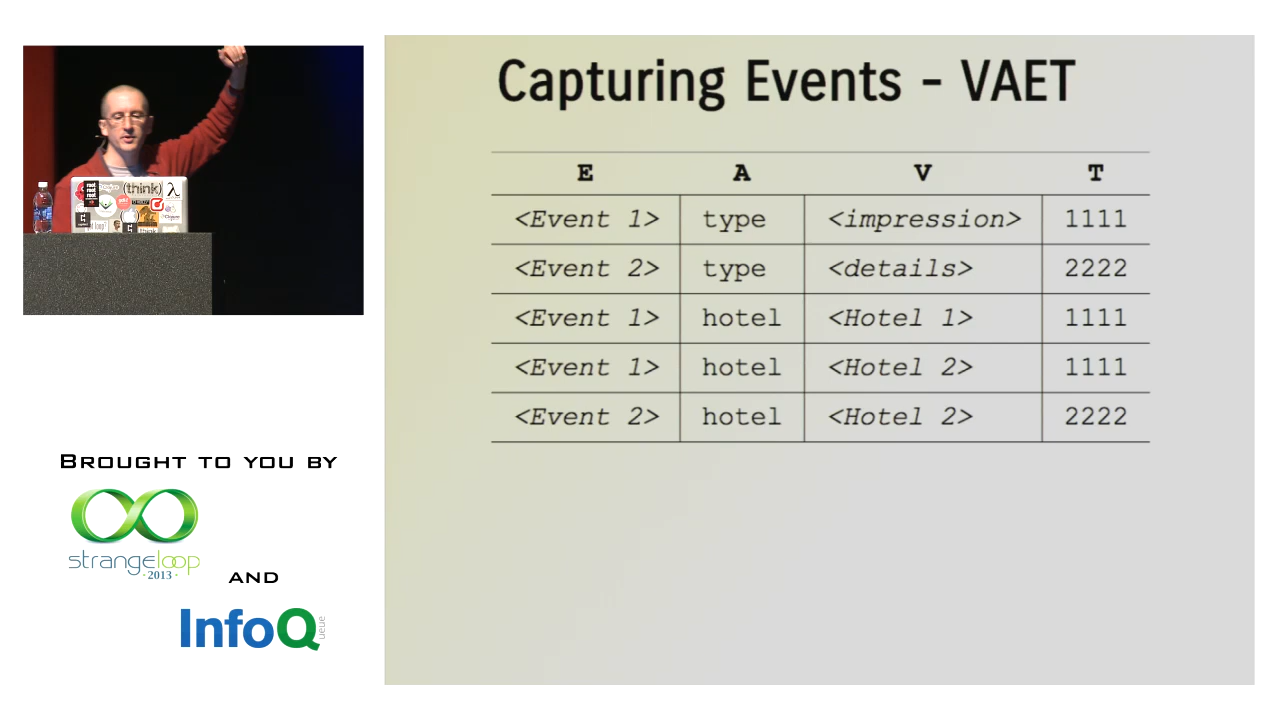 Capturing Events - VAET
E A V T
<Event 1> type <impression> 1111
<Event 2> type <details> 2222
<Event 1> hotel <Hotel 1> 1111
<Event 1> hotel <Hotel 2> 1111
<Event 2> hotel <Hotel 2> 2222
(think)
λ
BROUGHT TO YOU BY
strangeloop
·2013·
AND
InfoQ
queue